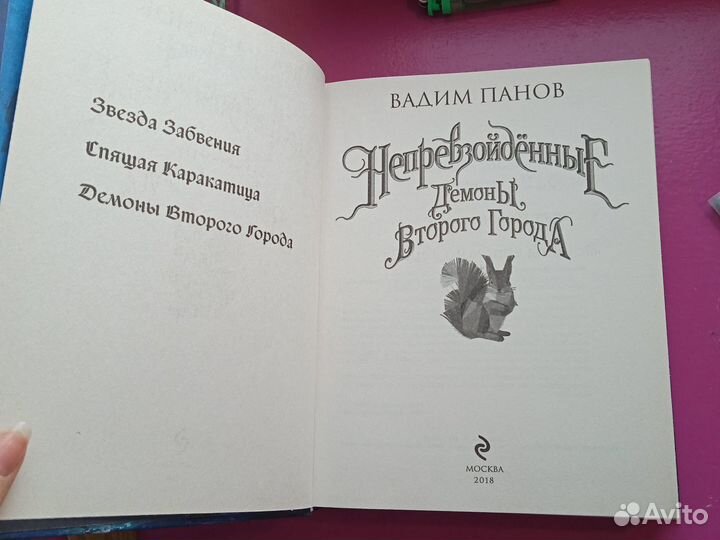 Звезда Забвения
Спящая Каракатица
Демоны Второго Города
ВАДИМ ПАНОВ
Непревзойдённые
Демоны
Второго Города
МОСКВА
2018
Avito